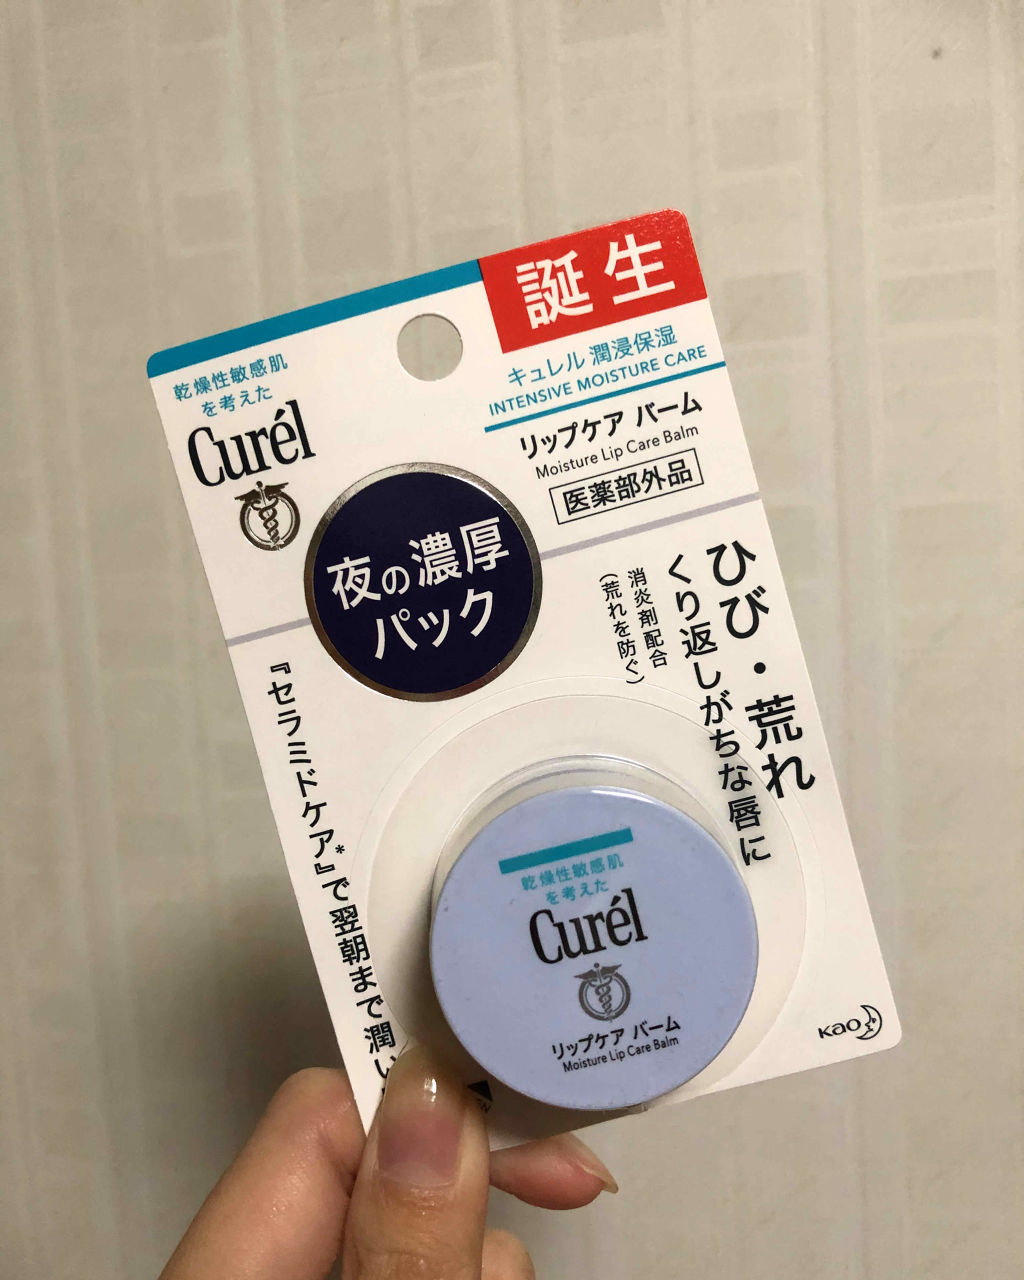 誕生
乾燥性敏感肌
を考えた
Curél
キュレル 潤浸保湿
INTENSIVE MOISTURE CARE
リップケア バーム
Moisture Lip Care Balm
医薬部外品
夜の濃厚
パック
ひび・荒れ
くり返しがちな唇に
消炎剤配合
(荒れを防ぐ)
『セラミドケア*』で翌朝まで潤い
乾燥性敏感肌
を考えた
Curél
リップケア バーム
Moisture Lip Care Balm
Kao